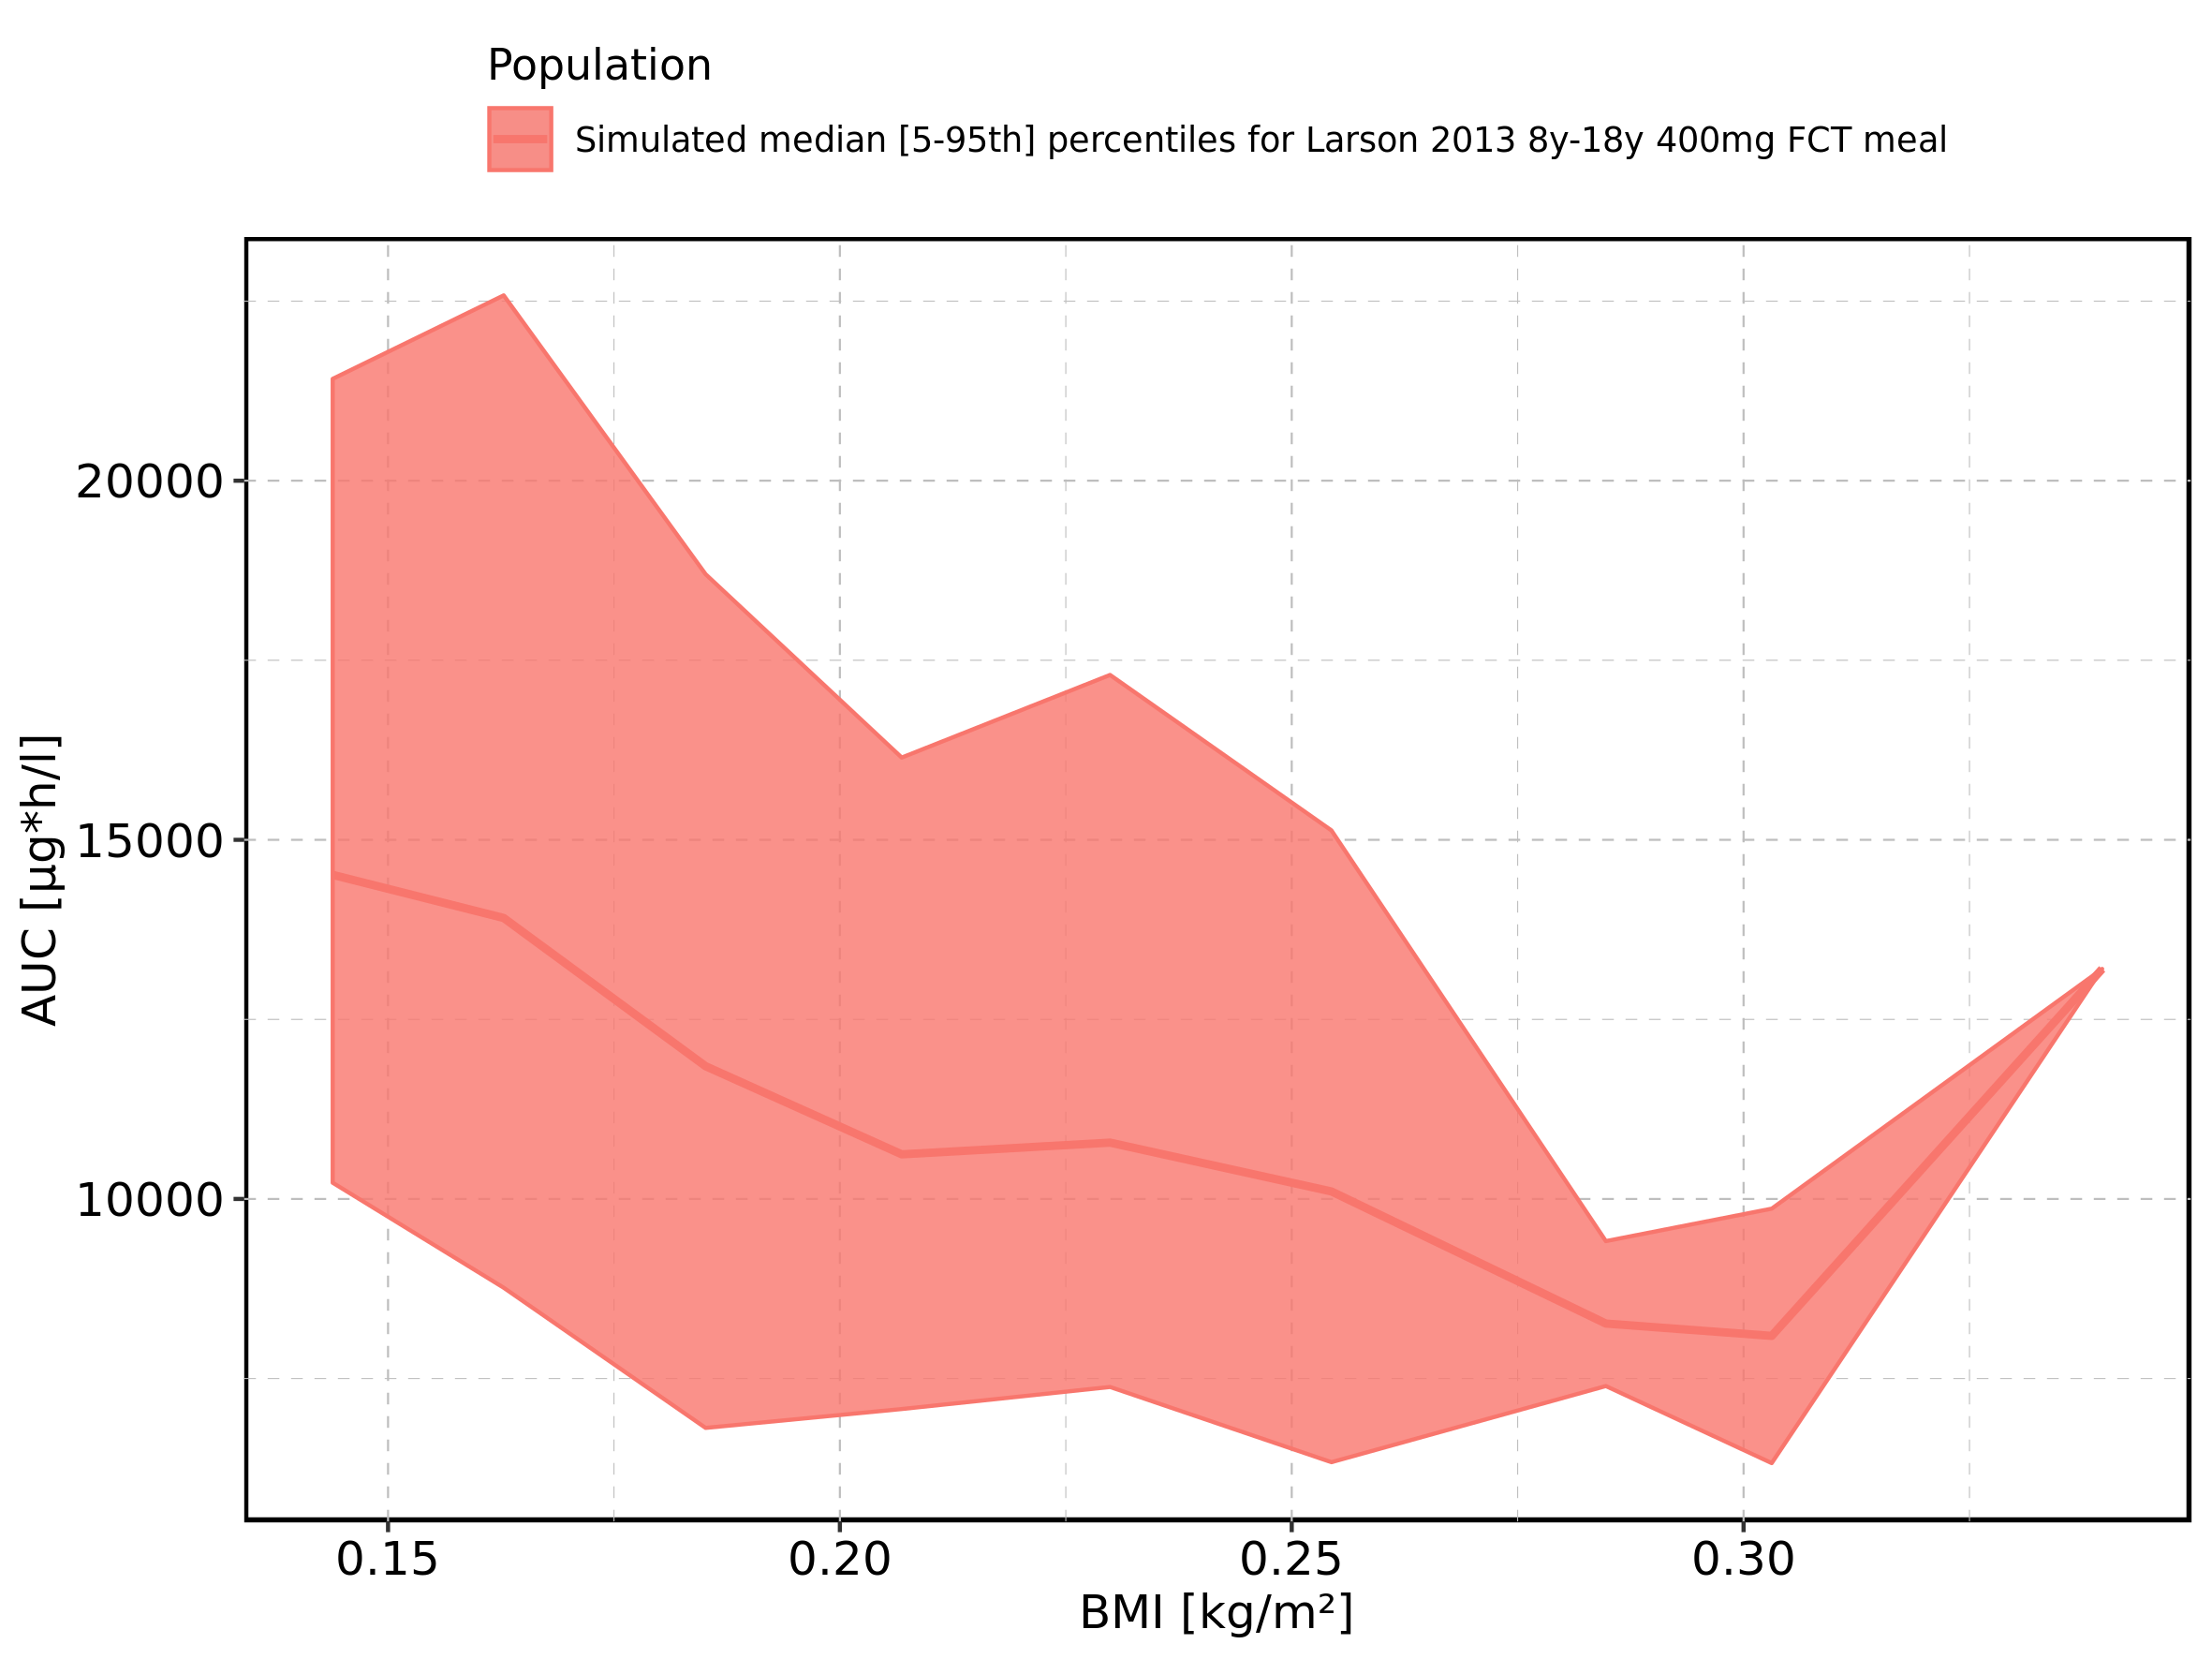 Population
Simulated median [5-95th] percentiles for Larson 2013 8y-18y 400mg FCT meal
AUC [µg*h/l]
20000
15000
10000
0.15 0.20 0.25 0.30
BMI [kg/m²]